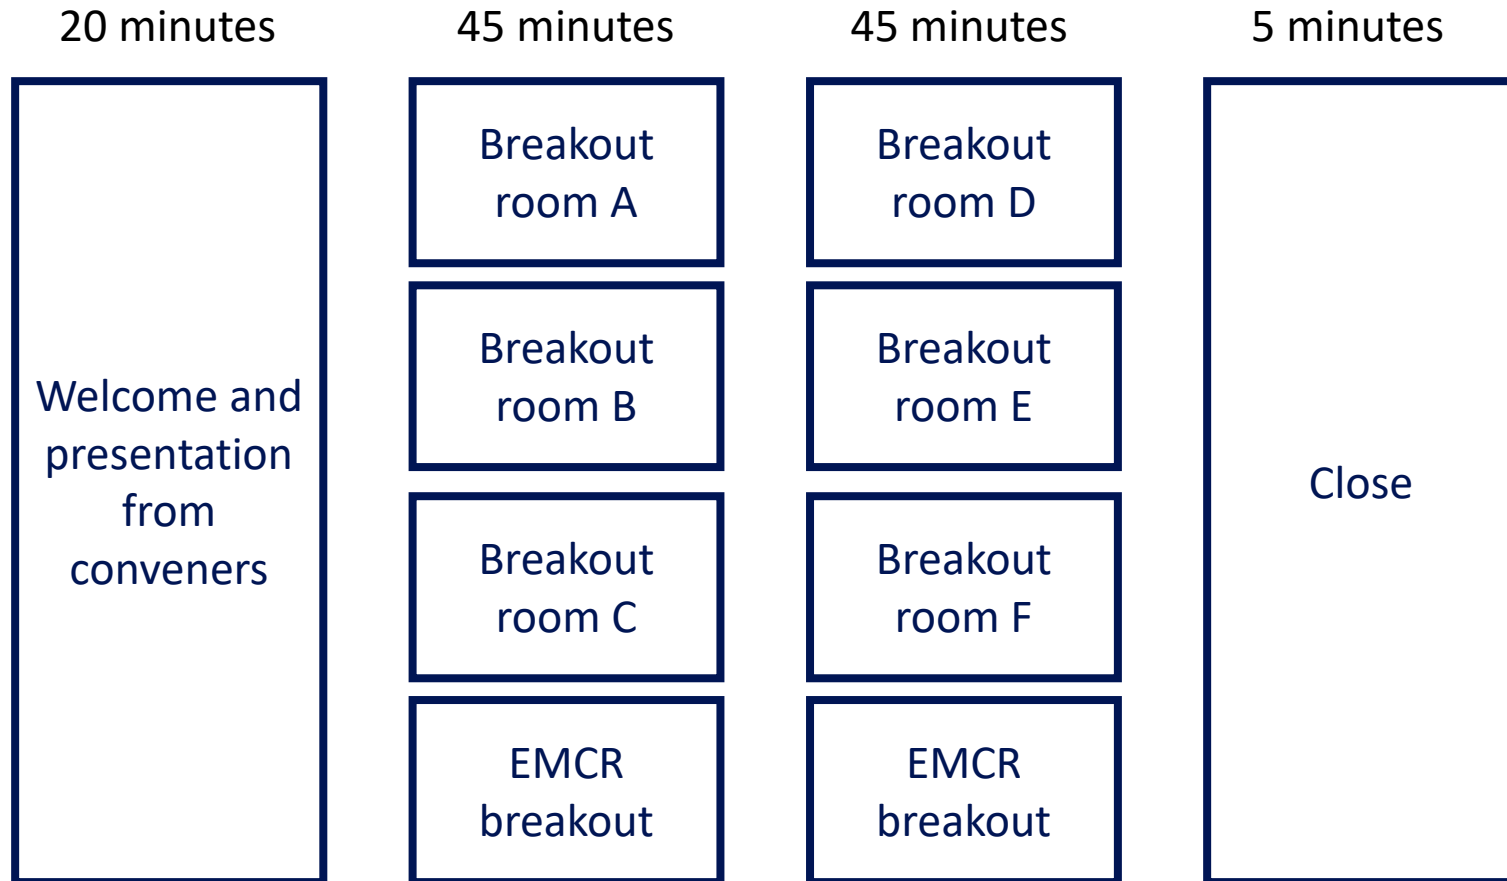 20 minutes
45 minutes
45 minutes
5 minutes
Welcome and
presentation
from
conveners
Breakout
room A
Breakout
room B
Breakout
room C
EMCR
breakout
Breakout
room D
Breakout
room E
Breakout
room F
EMCR
breakout
Close